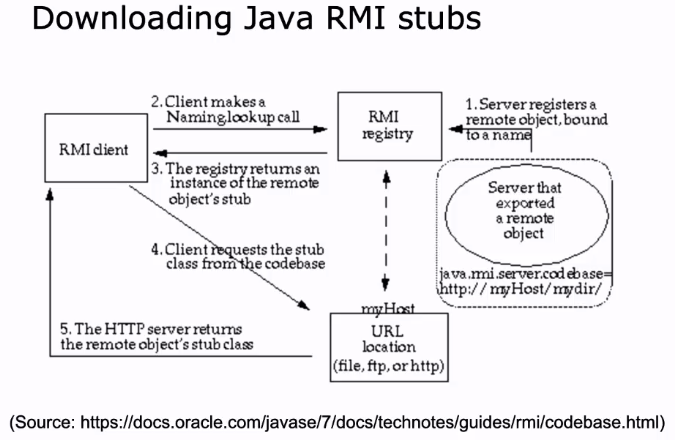 Downloading Java RMI stubs
2. Client makes a
Naming.lookup call
RMI
registry
1. Server registers a
remote object, bound
to a name
RMI client
3. The registry returns an
instance of the remote
object's stub
Server that
exported
a remote
object
4. Client requests the stub
class from the codebase
java.rmi.server.codebase=
http://myHost/mydir/
myHost
URL
location
(file, ftp, or http)
5. The HTTP server returns
the remote object's stub class
(Source: https://docs.oracle.com/javase/7/docs/technotes/guides/rmi/codebase.html)